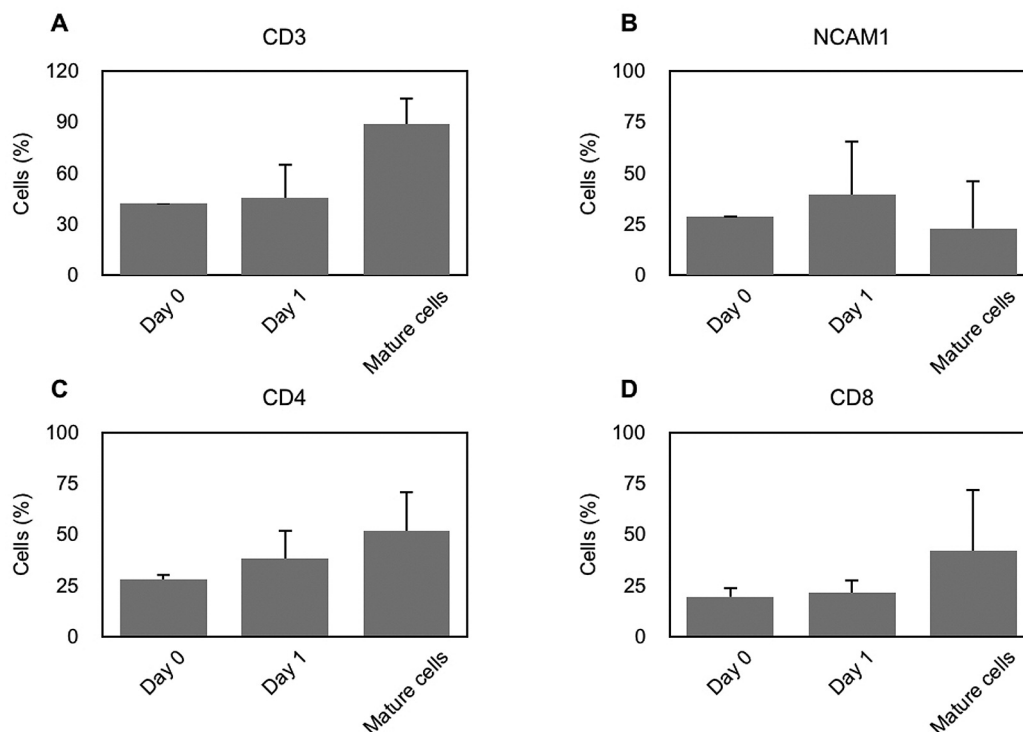 A
CD3
Cells (%)
120
90
60
30
0
Day 0
Day 1
Mature cells
B
NCAM1
Cells (%)
100
75
50
25
0
Day 0
Day 1
Mature cells
C
CD4
Cells (%)
100
75
50
25
0
Day 0
Day 1
Mature cells
D
CD8
Cells (%)
100
75
50
25
0
Day 0
Day 1
Mature cells